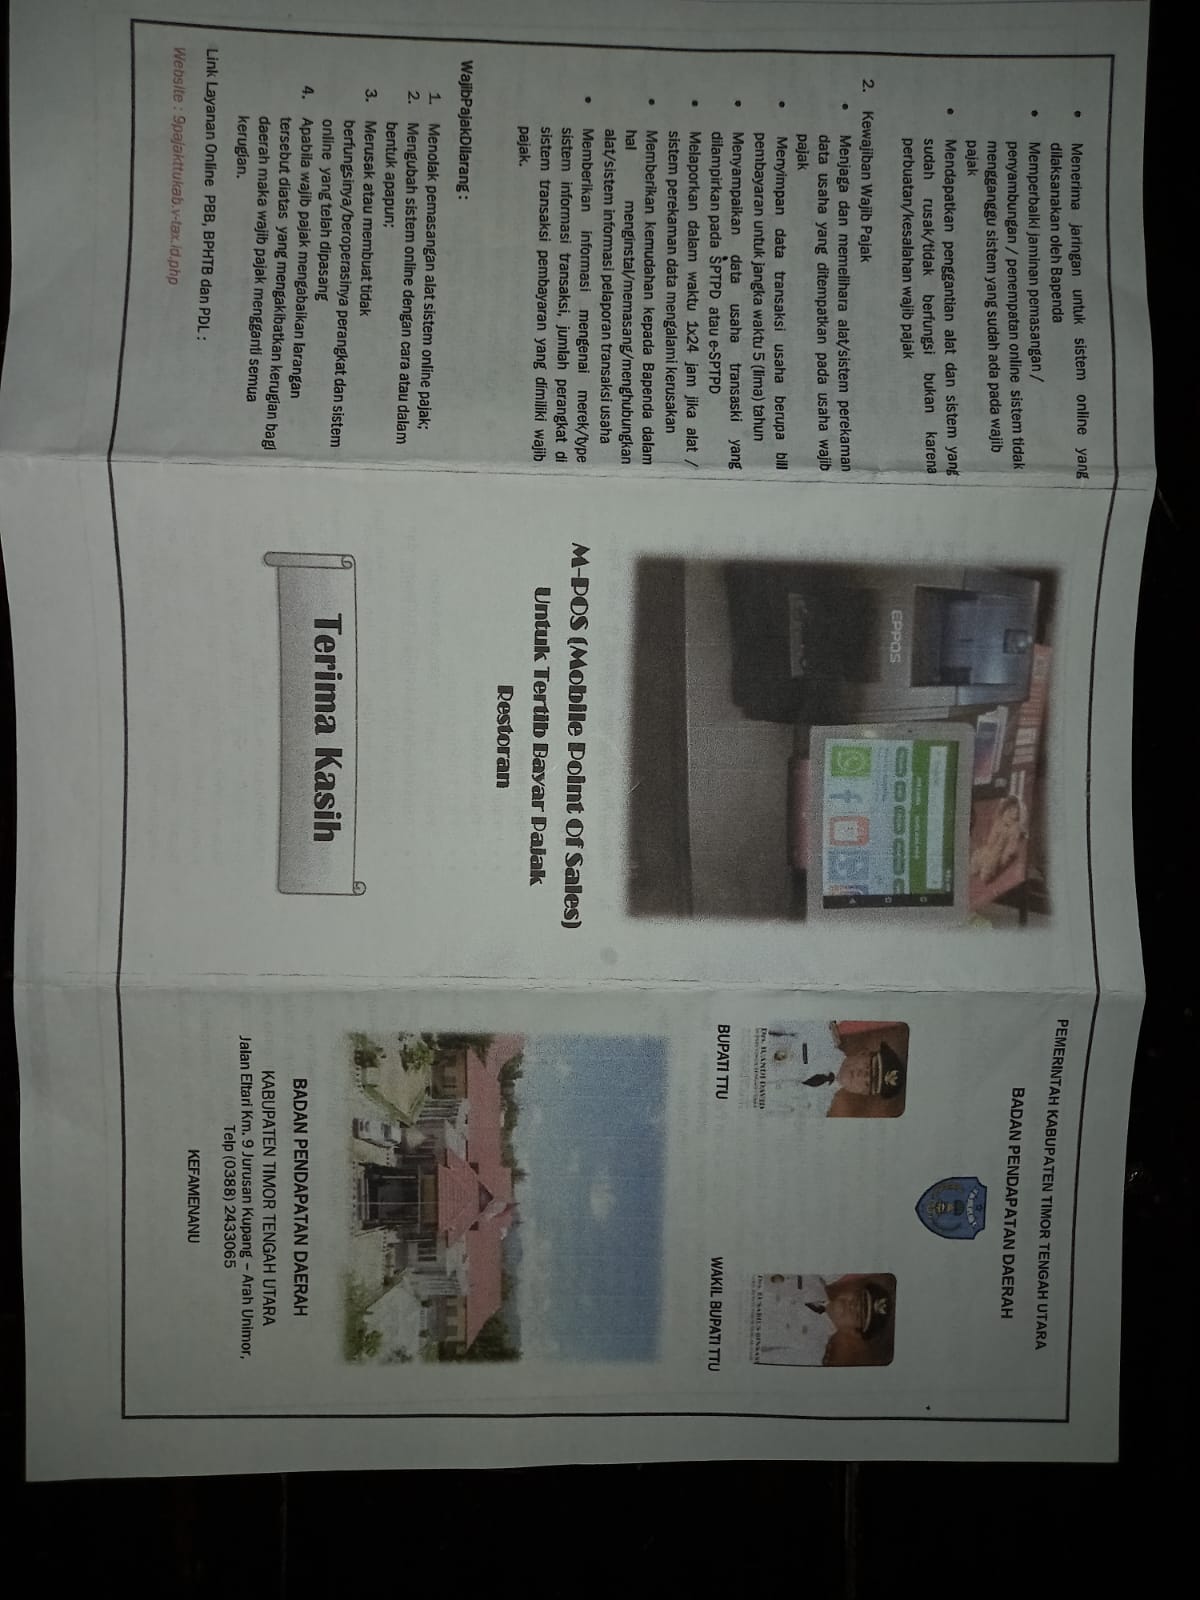 • Menerima jaringan untuk sistem online yang
dilaksanakan oleh Bapenda
• Memperbaiki jaminan pemasangan /
penyambungan / penempatan online sistem tidak
mengganggu sistem yang sudah ada pada wajib
pajak
• Mendapatkan penggantian alat dan sistem yang
sudah rusak/tidak berfungsi bukan karena
perbuatan/kesalahan wajib pajak
2. Kewajiban Wajib Pajak
• Menjaga dan memelihara alat/sistem perekaman
data usaha yang ditempatkan pada usaha wajib
pajak
• Menyimpan data transaksi usaha berupa bill
pembayaran untuk jangka waktu 5 (lima) tahun
• Menyampaikan data usaha transaski yang
dilampirkan pada SPTPD atau e-SPTPD
• Melaporkan dalam waktu 1x24 jam jika alat /
sistem perekaman data mengalami kerusakan
• Memberikan kemudahan kepada Bapenda dalam
hal menginstal/memasang/menghubungkan
alat/sistem informasi pelaporan transaksi usaha
• Memberikan informasi mengenai merek/type
sistem informasi transaksi, jumlah perangkat di
sistem transaksi pembayaran yang dimiliki wajib
pajak.
WajibPajakDilarang :
1. Menolak pemasangan alat sistem online pajak;
2. Mengubah sistem online dengan cara atau dalam
bentuk apapun;
3. Merusak atau membuat tidak
berfungsinya/beroperasinya perangkat dan sistem
online yang telah dipasang
4. Apabila wajib pajak mengabaikan larangan
tersebut diatas yang mengakibatkan kerugian bagi
daerah maka wajib pajak mengganti semua
kerugian.
Link Layanan Online PBB, BPHTB dan PDL :
Website : 9pajakttukab.v-tax.id.php
EPPOS
M-POS (Mobile Point Of Sales)
Untuk Tertib Bayar Pajak
Restoran
Terima Kasih
PEMERINTAH KABUPATEN TIMOR TENGAH UTARA
BADAN PENDAPATAN DAERAH
BUPATI TTU
WAKIL BUPATI TTU
BADAN PENDAPATAN DAERAH
KABUPATEN TIMOR TENGAH UTARA
Jalan Eltari Km. 9 Jurusan Kupang – Arah Unimor,
Telp (0388) 2433065
KEFAMENANU